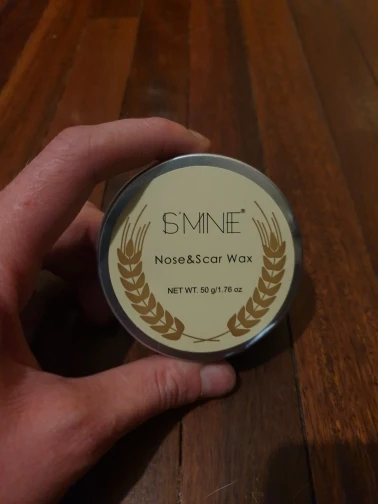 S'MINE®
Nose&Scar Wax
NET WT. 50 g/1.76 oz